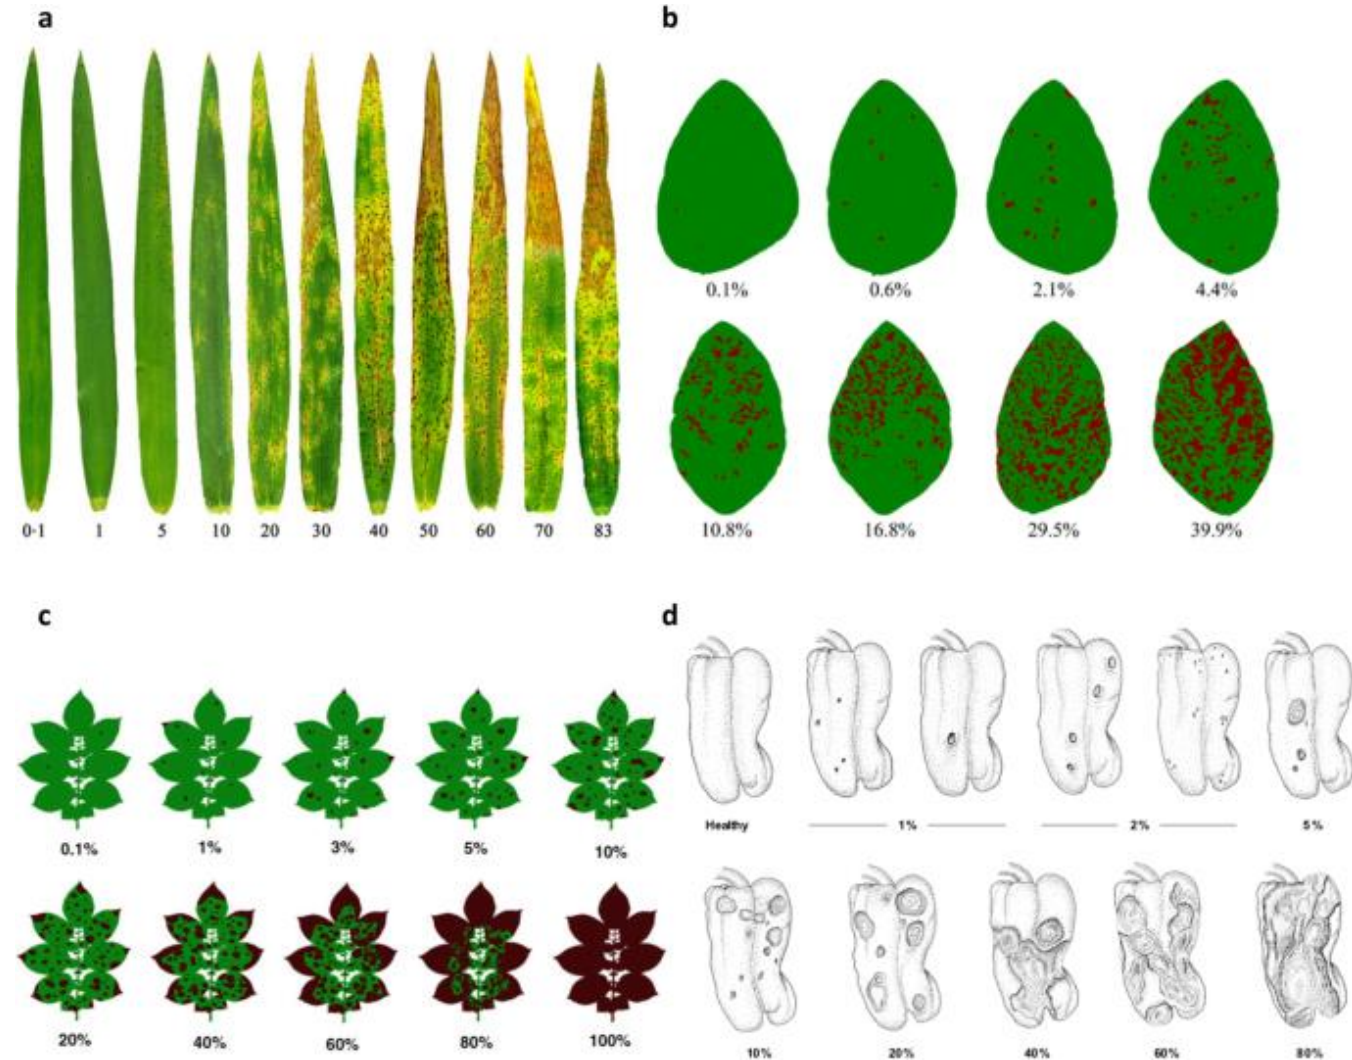 a
b
0-1 1 5 10 20 30 40 50 60 70 83
0.1% 0.6% 2.1% 4.4%
10.8% 16.8% 29.5% 39.9%
c
d
0.1% 1% 3% 5% 10%
20% 40% 60% 80% 100%
Healthy 1% 2% 5%
10% 20% 40% 60% 80%